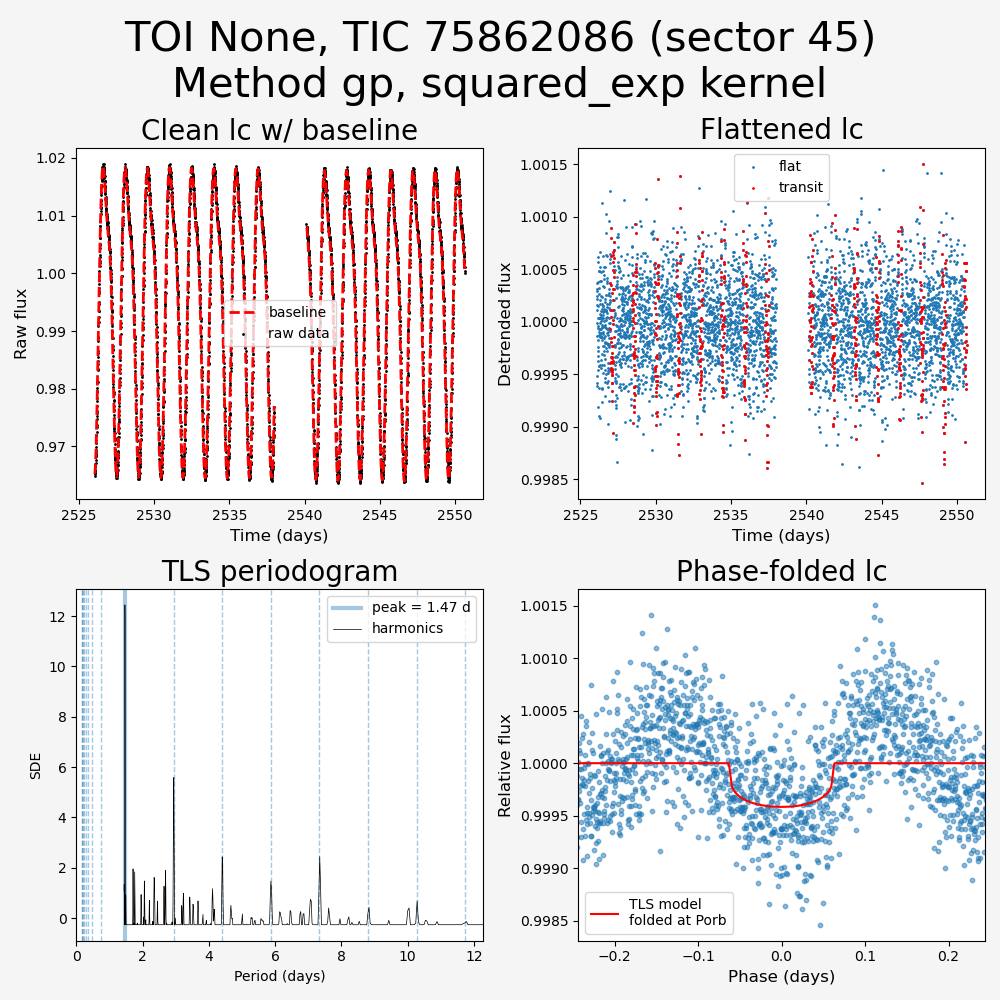 TOI None, TIC 75862086 (sector 45)
Method gp, squared_exp kernel
Clean lc w/ baseline
1.02
1.01
1.00
0.99
0.98
0.97
Raw flux
baseline
raw data
2525
2530
2535
2540
2545
2550
Time (days)
Flattened lc
1.0015
1.0010
1.0005
1.0000
0.9995
0.9990
0.9985
Detrended flux
flat
transit
2525
2530
2535
2540
2545
2550
Time (days)
TLS periodogram
12
10
8
6
4
2
0
SDE
peak = 1.47 d
harmonics
0
2
4
6
8
10
12
Period (days)
Phase-folded lc
1.0015
1.0010
1.0005
1.0000
0.9995
0.9990
0.9985
Relative flux
TLS model
folded at Porb
−0.2
−0.1
0.0
0.1
0.2
Phase (days)